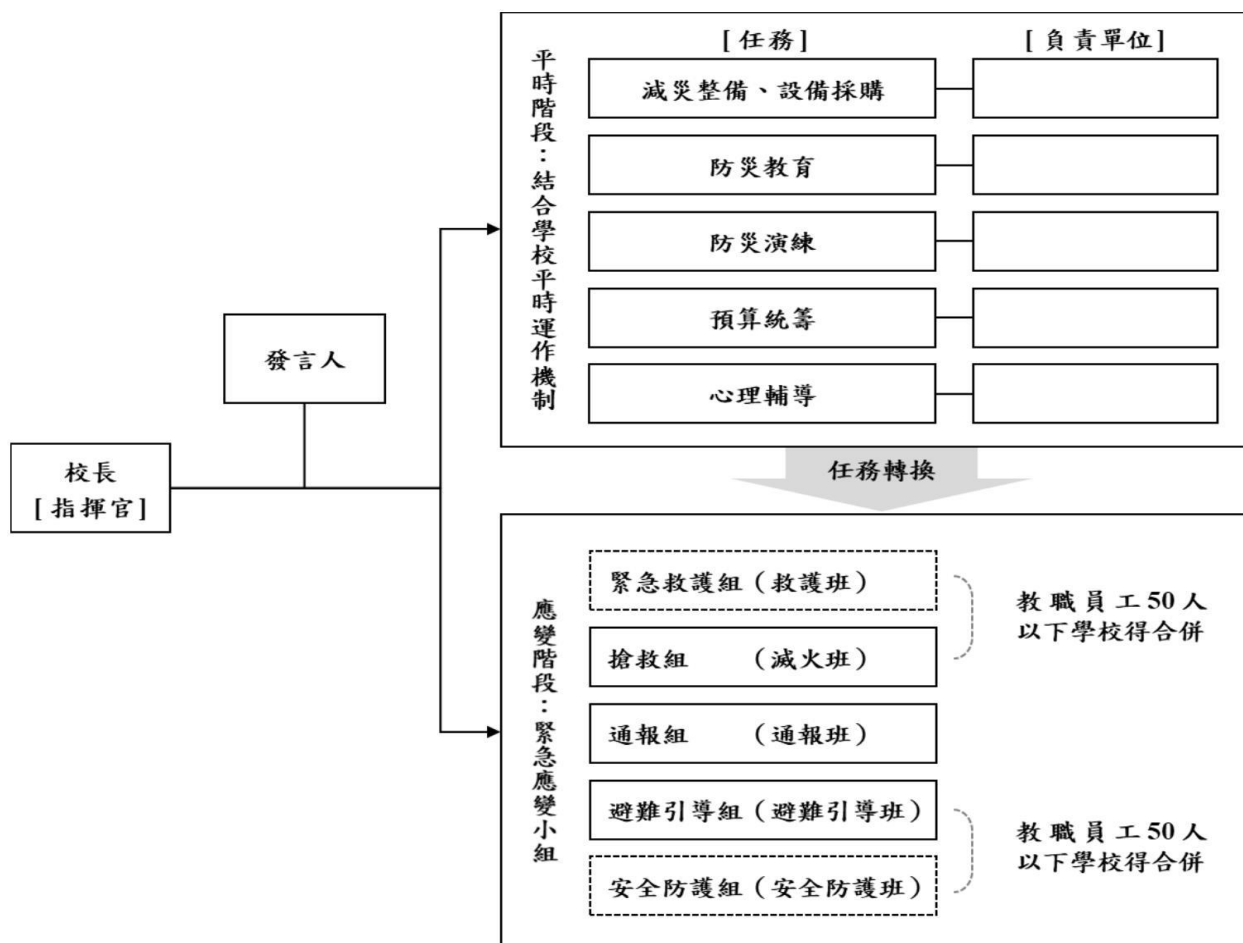 [任務]
[負責單位]
平時階段：結合學校平時運作機制
減災整備、設備採購
防災教育
防災演練
預算統籌
心理輔導
發言人
校長
[指揮官]
任務轉換
應變階段：緊急應變小組
緊急救護組（救護班）
搶救組　　（滅火班）
通報組　　（通報班）
避難引導組（避難引導班）
安全防護組（安全防護班）
教職員工50人
以下學校得合併
教職員工50人
以下學校得合併